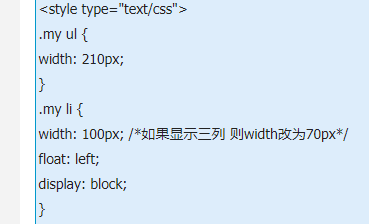 <style type="text/css">
.my ul {
width: 210px;
}
.my li {
width: 100px; /*如果显示三列 则width改为70px*/
float: left;
display: block;
}